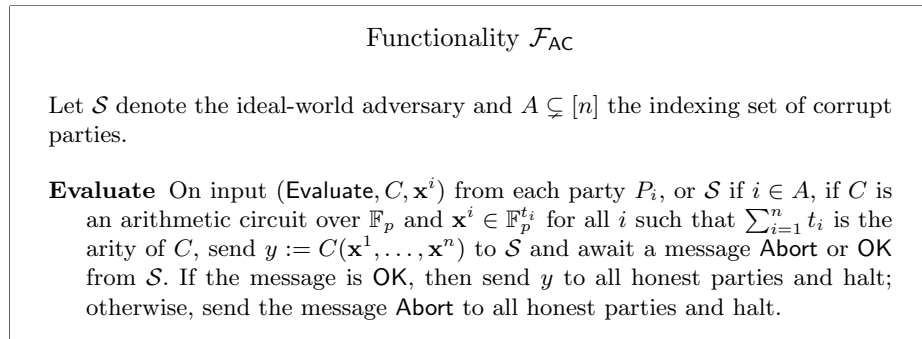 Functionality 𝓕_AC
Let 𝒮 denote the ideal-world adversary and A ⊊ [n] the indexing set of corrupt
parties.
Evaluate On input (Evaluate, C, 𝐱^i) from each party P_i, or 𝒮 if i ∈ A, if C is
an arithmetic circuit over 𝔽_p and 𝐱^i ∈ 𝔽_p^{t_i} for all i such that ∑_{i=1}^n t_i is the
arity of C, send y := C(𝐱^1, . . . , 𝐱^n) to 𝒮 and await a message Abort or OK
from 𝒮. If the message is OK, then send y to all honest parties and halt;
otherwise, send the message Abort to all honest parties and halt.